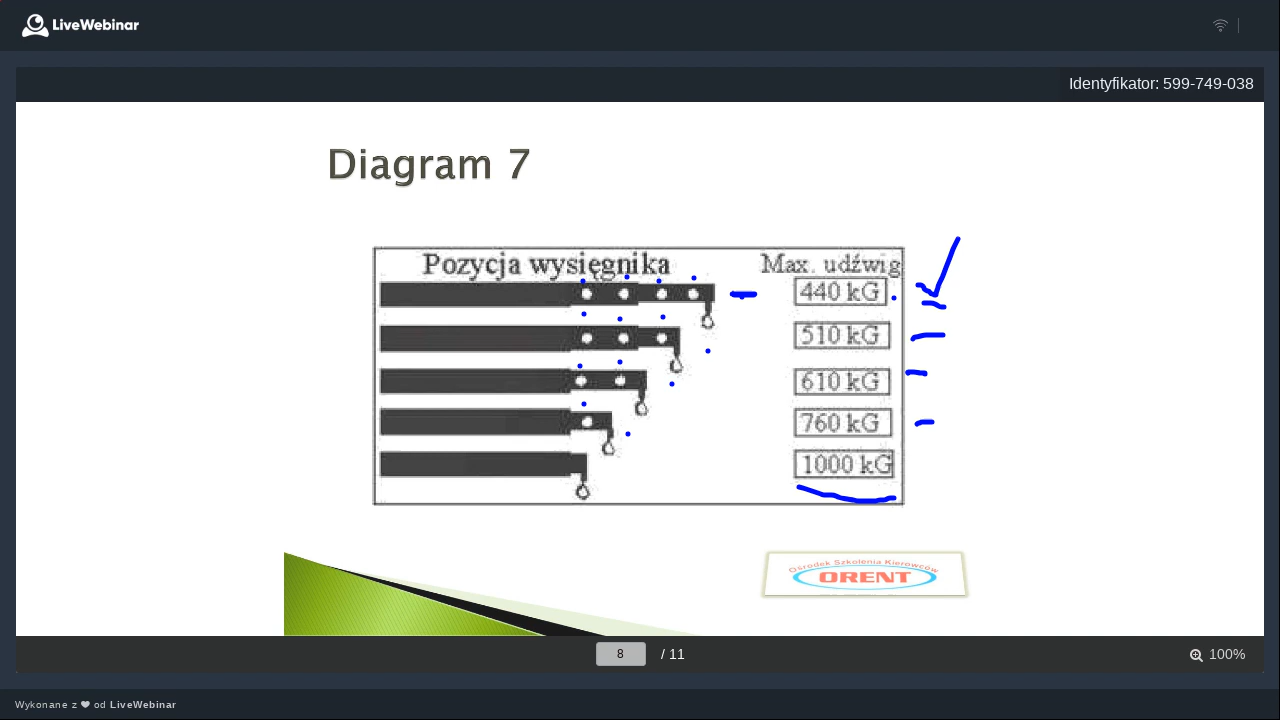 LiveWebinar
Identyfikator: 599-749-038
Diagram 7
Pozycja wysięgnika
Max. udźwig
440 kG
510 kG
610 kG
760 kG
1000 kG
Ośrodek Szkolenia Kierowców
ORENT
8 / 11
100%
Wykonane z od LiveWebinar